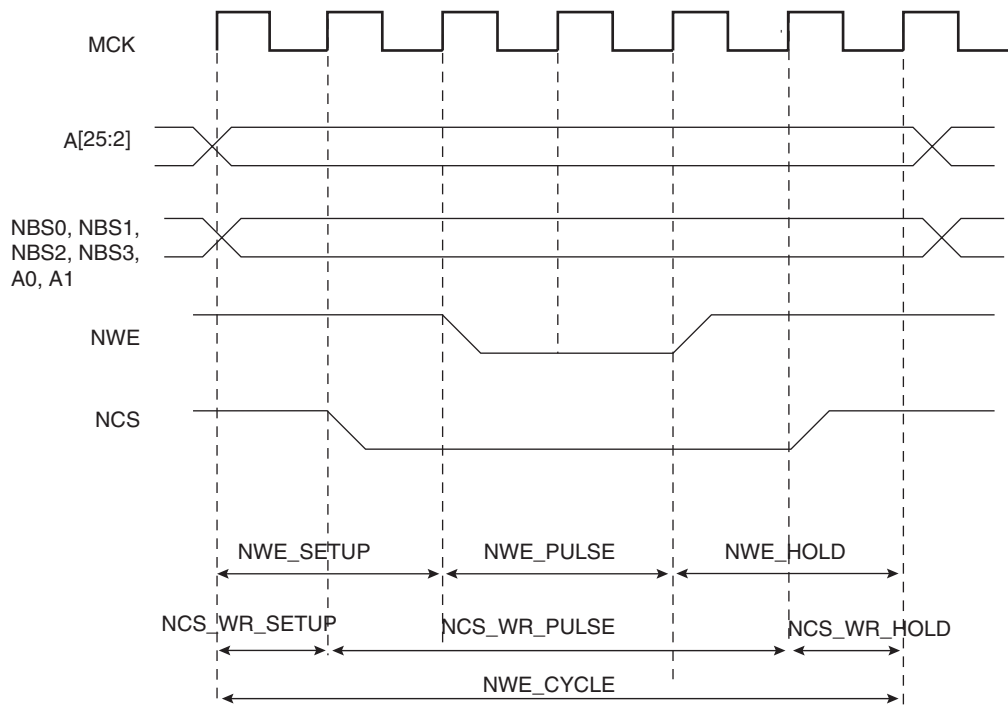 MCK
A[25:2]
NBS0, NBS1,
NBS2, NBS3,
A0, A1
NWE
NCS
NWE_SETUP
NWE_PULSE
NWE_HOLD
NCS_WR_SETUP
NCS_WR_PULSE
NCS_WR_HOLD
NWE_CYCLE